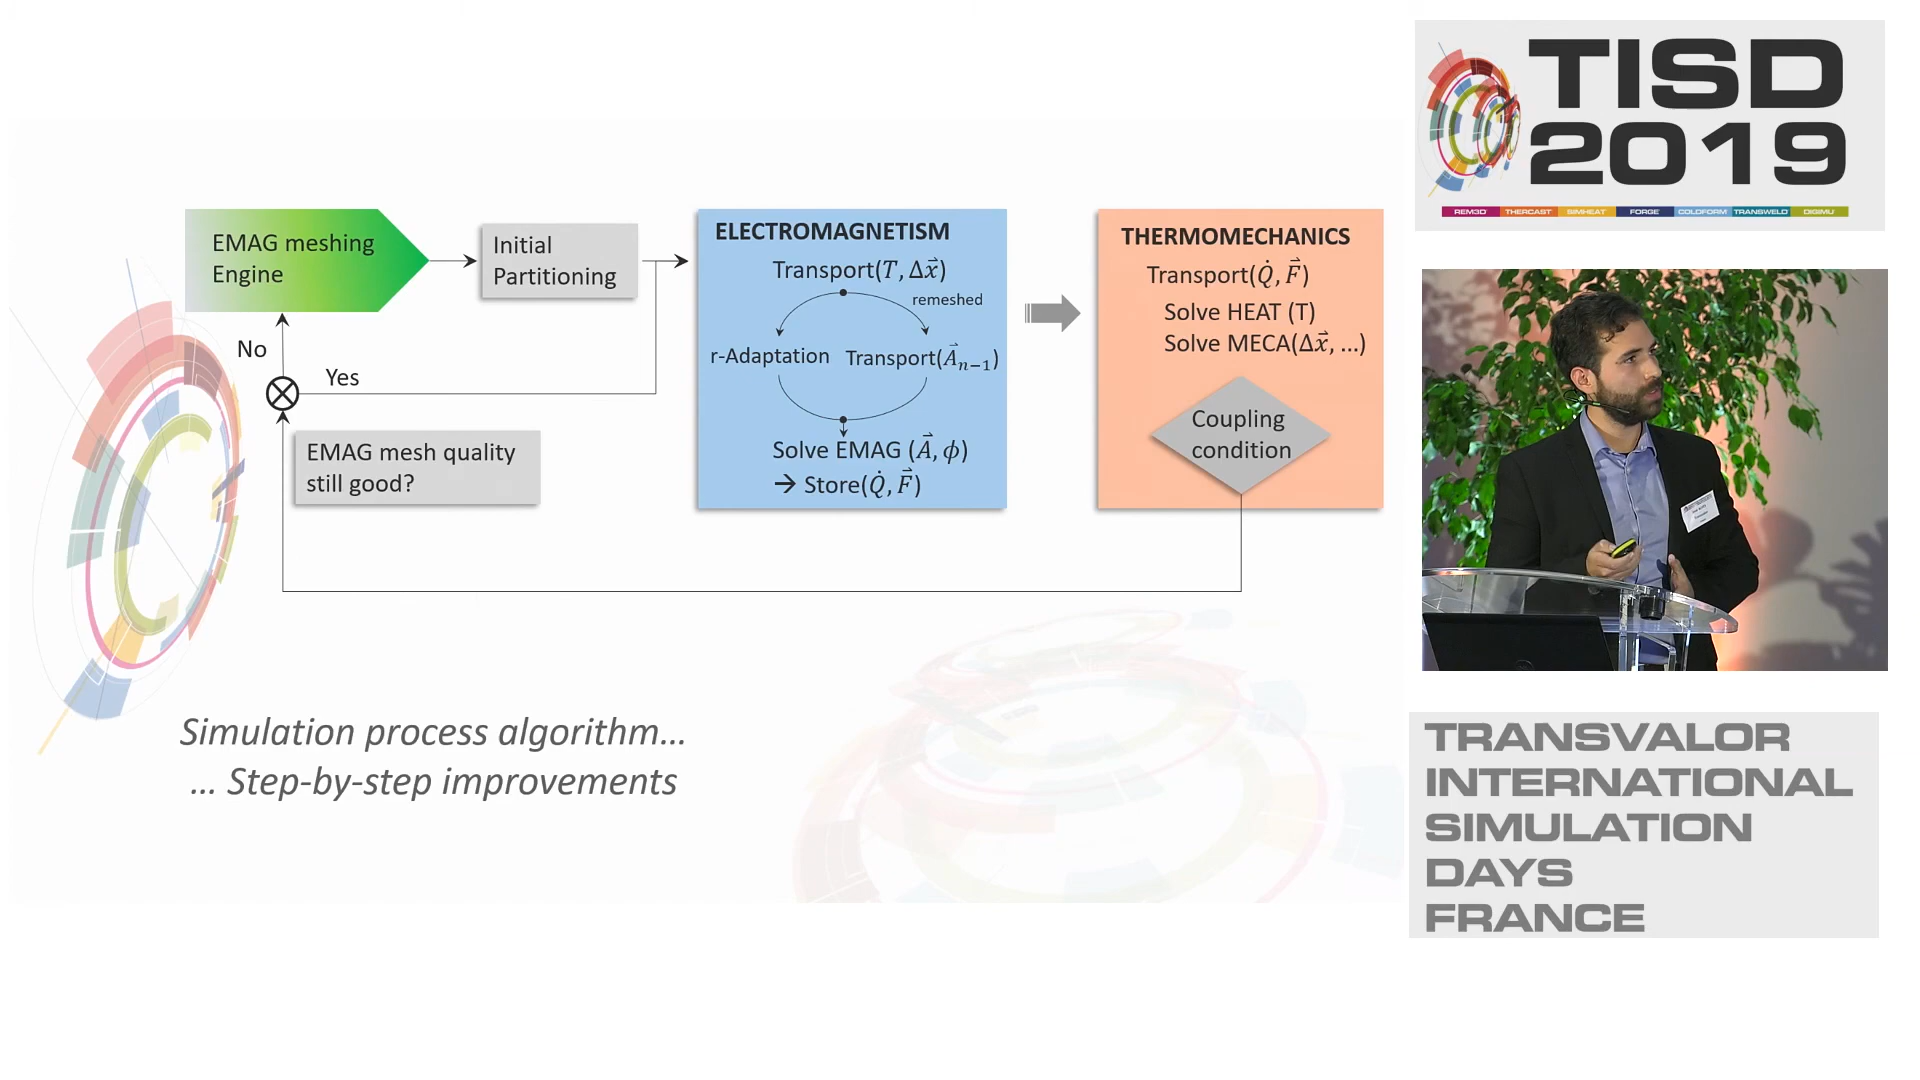 EMAG meshing
Engine
Initial
Partitioning
No
Yes
EMAG mesh quality
still good?
ELECTROMAGNETISM
Transport(T, Δx⃗)
remeshed
r-Adaptation
Transport(A⃗ₙ₋₁)
Solve EMAG (A⃗, ϕ)
→ Store(Q̇, F⃗)
THERMOMECHANICS
Transport(Q̇, F⃗)
Solve HEAT (T)
Solve MECA(Δx⃗, ...)
Coupling
condition
Simulation process algorithm…
… Step-by-step improvements
TISD
2019
REM3D THERCAST SIMHEAT FORGE COLDFORM TRANSWELD DIGIMU
TRANSVALOR
INTERNATIONAL
SIMULATION
DAYS
FRANCE